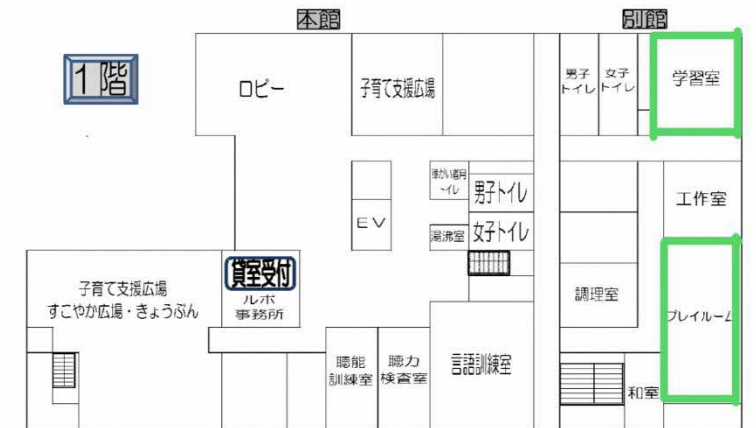 本館
別館
1階
ロビー
子育て支援広場
男子
トイレ
女子
トイレ
学習室
障がい者用
トイレ
男子トイレ
工作室
EV
湯沸室
女子トイレ
貸室受付
ルポ
事務所
子育て支援広場
すこやか広場・きょうぶん
調理室
プレイルーム
聴能
訓練室
聴力
検査室
言語訓練室
和室